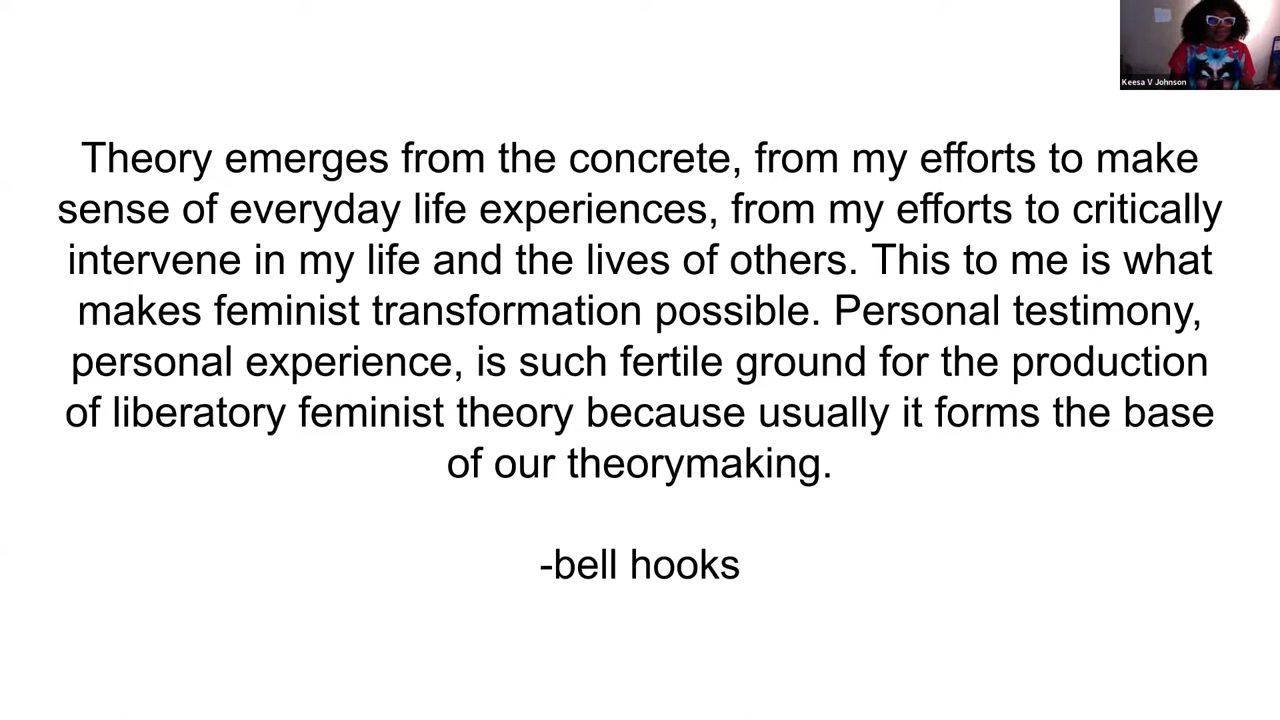 Keesa V Johnson
Theory emerges from the concrete, from my efforts to make
sense of everyday life experiences, from my efforts to critically
intervene in my life and the lives of others. This to me is what
makes feminist transformation possible. Personal testimony,
personal experience, is such fertile ground for the production
of liberatory feminist theory because usually it forms the base
of our theorymaking.
-bell hooks